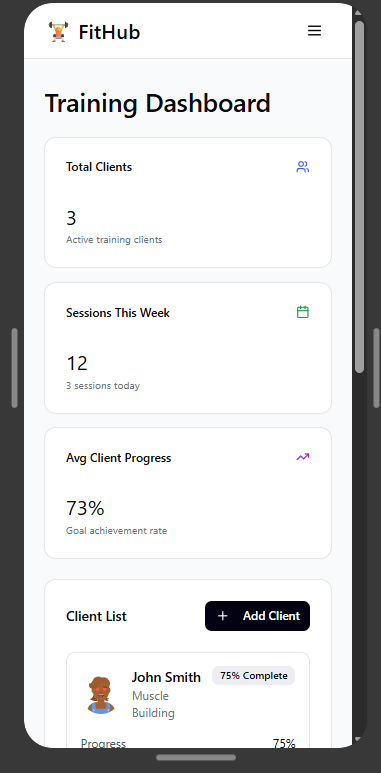 FitHub
Training Dashboard
Total Clients
3
Active training clients
Sessions This Week
12
3 sessions today
Avg Client Progress
73%
Goal achievement rate
Client List
+ Add Client
John Smith 75% Complete
Muscle
Building
Progress 75%